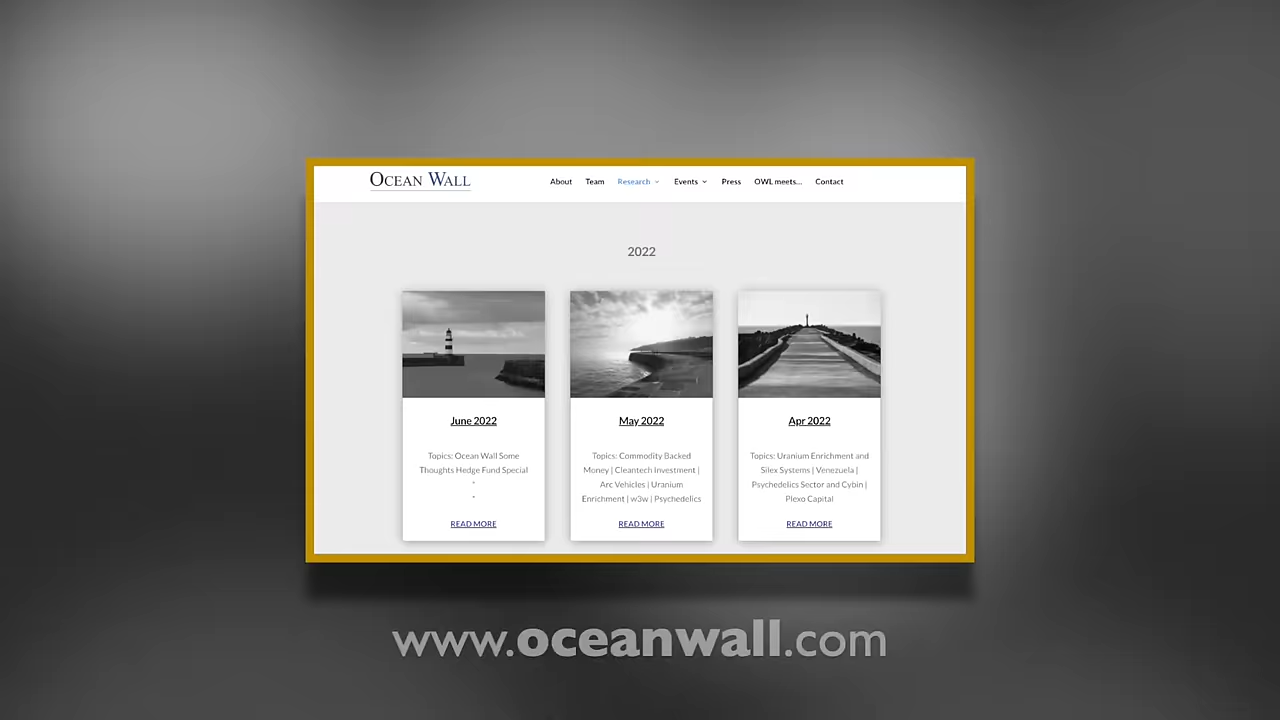 OCEAN WALL
About Team Research Events Press OWL meets... Contact
2022
June 2022
Topics: Ocean Wall Some
Thoughts Hedge Fund Special
*
*
READ MORE
May 2022
Topics: Commodity Backed
Money | Cleantech Investment |
Arc Vehicles | Uranium
Enrichment | w3w | Psychedelics
READ MORE
Apr 2022
Topics: Uranium Enrichment and
Silex Systems | Venezuela |
Psychedelics Sector and Cybin |
Plexo Capital
READ MORE
www.oceanwall.com